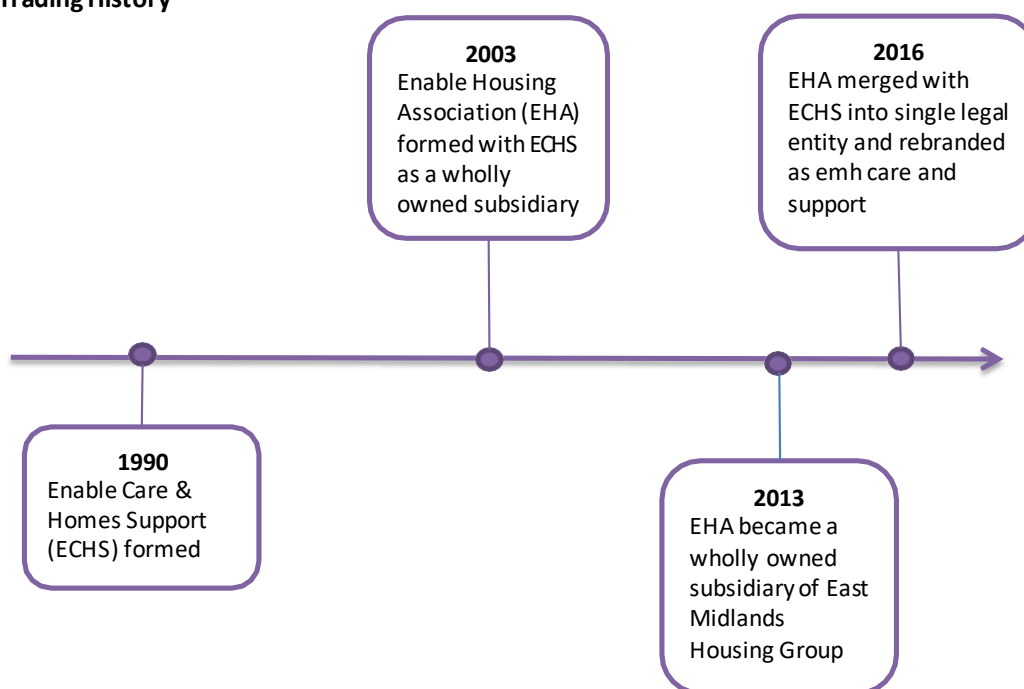 Trading History
2003
Enable Housing
Association (EHA)
formed with ECHS
as a wholly
owned subsidiary
2016
EHA merged with
ECHS into single legal
entity and rebranded
as emh care and
support
1990
Enable Care &
Homes Support
(ECHS) formed
2013
EHA became a
wholly owned
subsidiary of East
Midlands
Housing Group